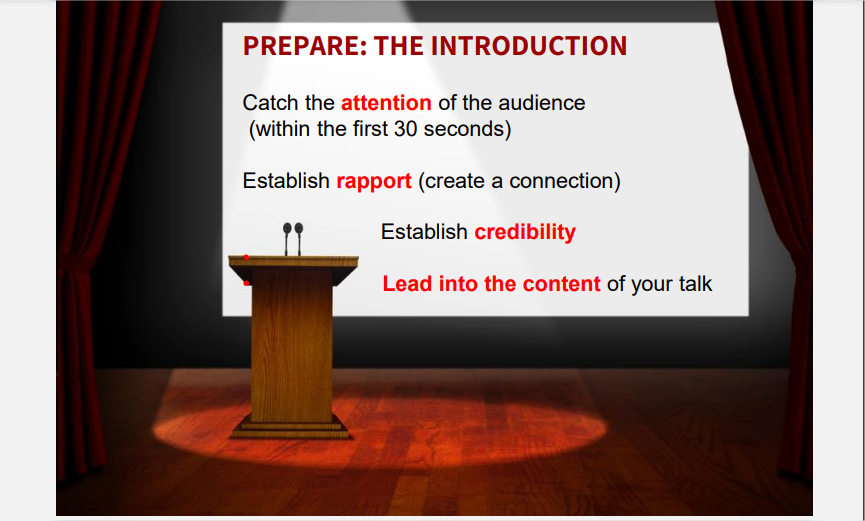 PREPARE: THE INTRODUCTION
Catch the attention of the audience
(within the first 30 seconds)
Establish rapport (create a connection)
Establish credibility
Lead into the content of your talk